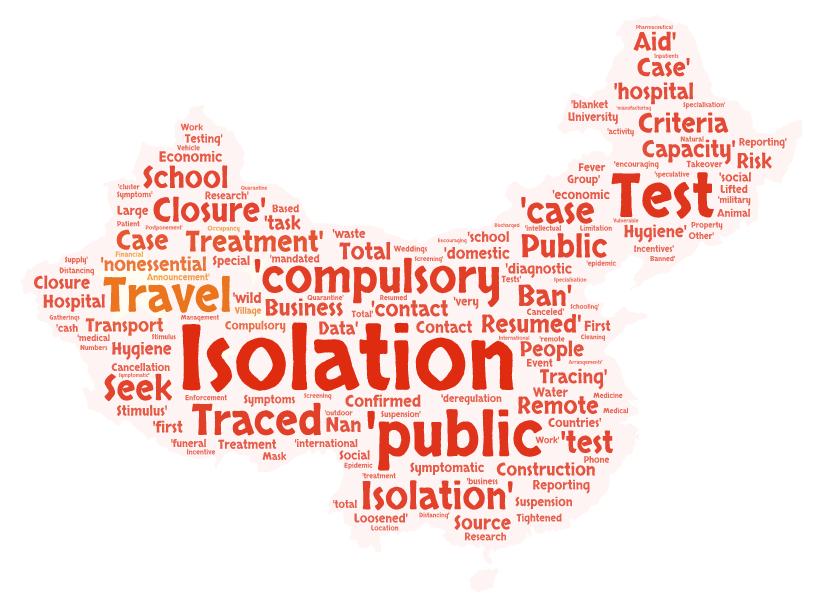 Pharmaceutical
Aid'
Inpatients
Case'
'hospital
'blanket
'manufacturing
Specialisation'
University
Criteria
'activity
Natural
Capacity'
Reporting'
Work
Testing'
Vehicle
Economic
Fever
'encouraging
Takeover
Risk
School
Group'
'speculative
'social
'cluster
Quarantine
Symptoms'
Research'
'economic
Test
Lifted
'military
Large
Closure'
Based
'task
'case
Vulnerable
Animal
Patient
Postponement'
Occupancy
'waste
Discharged
'intellectual
Limitation
Hygiene'
Property
Other'
Case
Treatment'
Total
Encouraging
'school
Public
Incentives'
Financial
Weddings
'domestic
Supply'
'nonessential
Special
'mandated
Screening'
'epidemic
Banned'
Distancing
Announcement'
'compulsory
'diagnostic
Tests'
Specialisation
Closure
Travel
'wild
Quarantine'
Resumed
'very
Ban'
Hospital
Village
Business
'contact
Schooling'
Gatherings
Management
Total'
Canceled'
'cash
Transport
Compulsory
Data'
Contact
Resumed'
First
'medical
Stimulus
International
'remote
Cleaning
Numbers
Hygiene
Isolation
People
Cancellation
Event
Arrangements'
Symptomatic'
Tracing'
Seek
Enforcement
Symptoms
Screening
Confirmed
'deregulation
Water
Medicine
Stimulus'
Traced
'outdoor
Suspension'
Remote
Medical
'first
Nan
'public
Countries'
'funeral
Treatment
'international
Work'
'test
Incentive
Mask
Social
Phone
Epidemic
Symptomatic
Construction
'treatment
'business
Reporting
Isolation'
'total
Suspension
Loosened'
Distancing'
Source
Tightened
Location
Research